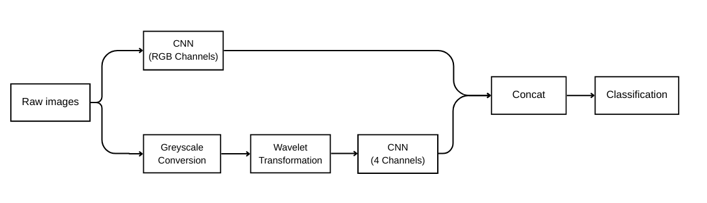 CNN
(RGB Channels)
Raw images
Concat
Classification
Greyscale
Conversion
Wavelet
Transformation
CNN
(4 Channels)